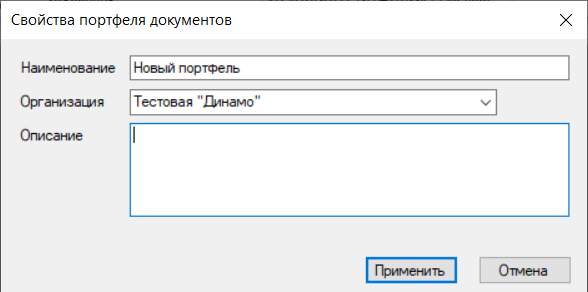 Свойства портфеля документов
Наименование Новый портфель
Организация Тестовая "Динамо"
Описание
Применить Отмена